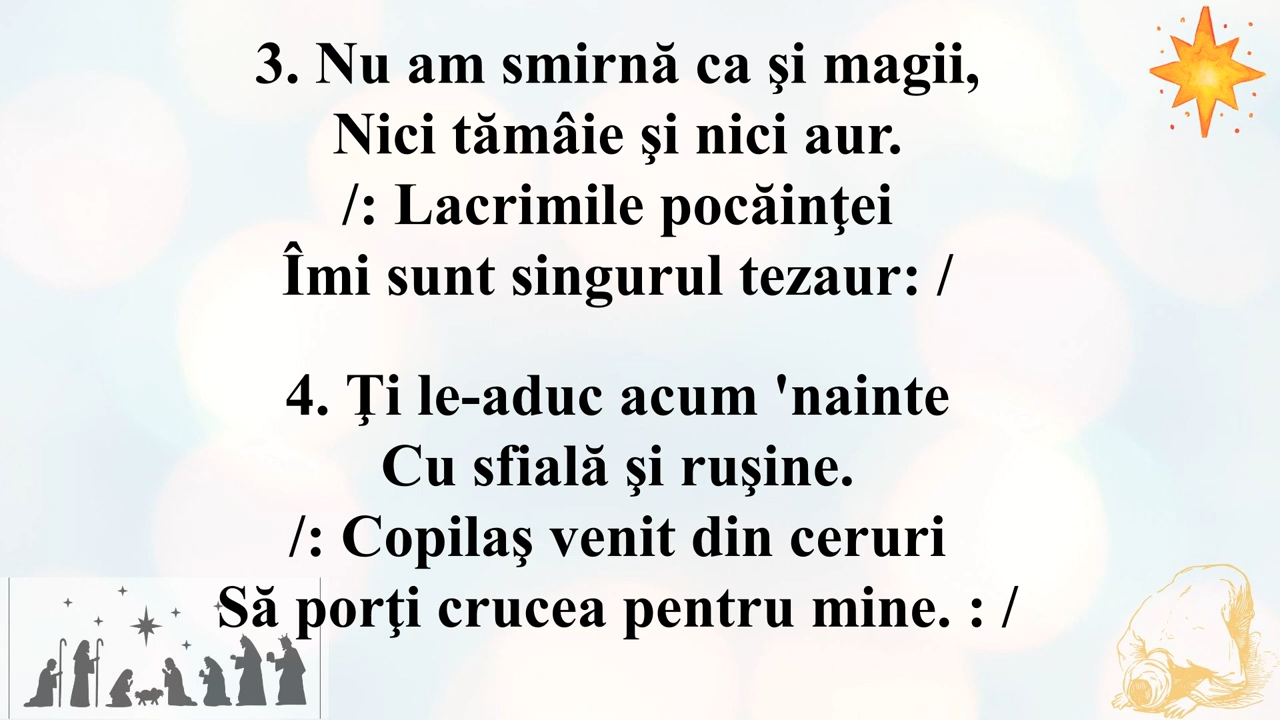 3. Nu am smirnă ca şi magii,
Nici tămâie şi nici aur.
/: Lacrimile pocăinţei
Îmi sunt singurul tezaur: /
4. Ţi le-aduc acum 'nainte
Cu sfială şi ruşine.
/: Copilaş venit din ceruri
Să porţi crucea pentru mine. : /